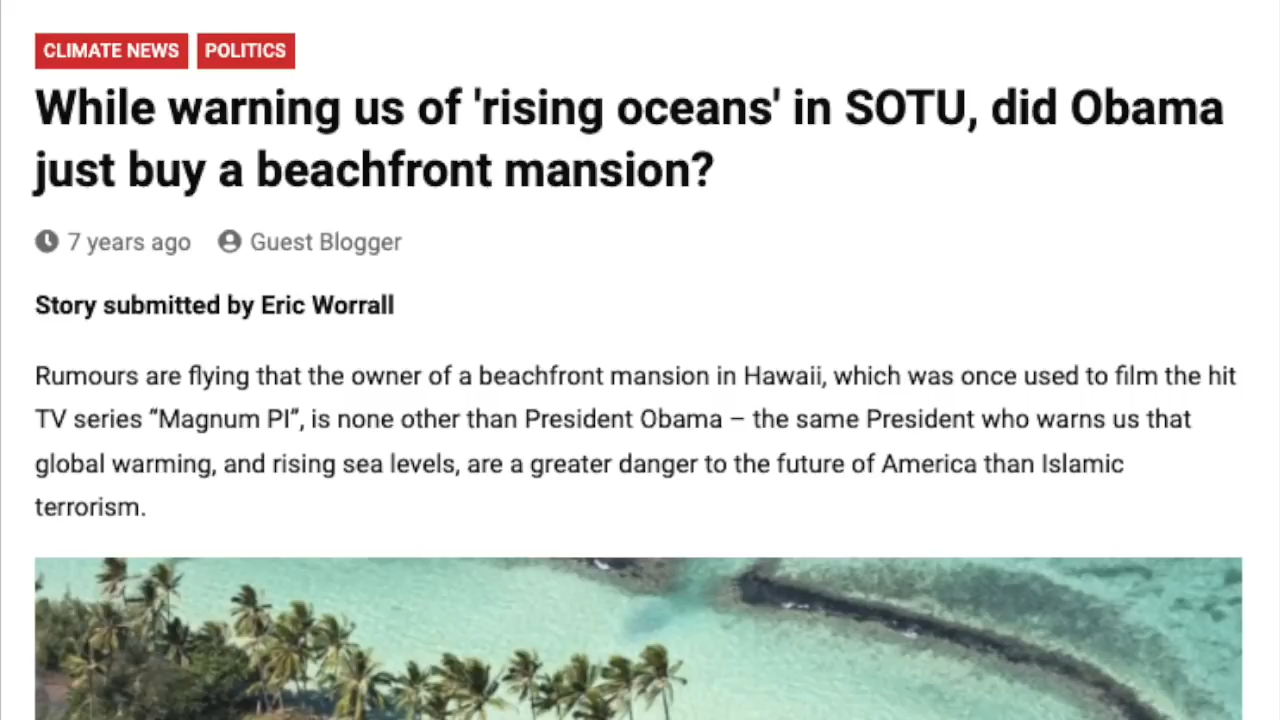 CLIMATE NEWS POLITICS
While warning us of 'rising oceans' in SOTU, did Obama
just buy a beachfront mansion?
7 years ago Guest Blogger
Story submitted by Eric Worrall
Rumours are flying that the owner of a beachfront mansion in Hawaii, which was once used to film the hit
TV series “Magnum PI”, is none other than President Obama – the same President who warns us that
global warming, and rising sea levels, are a greater danger to the future of America than Islamic
terrorism.